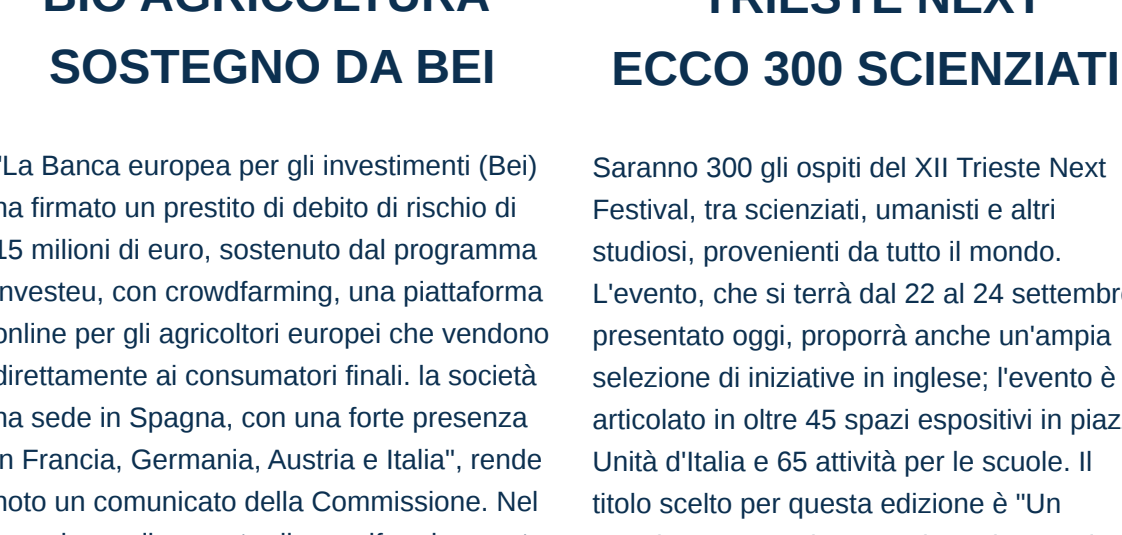 BIO AGRICOLTURA
SOSTEGNO DA BEI
"La Banca europea per gli investimenti (Bei)
ha firmato un prestito di debito di rischio di
15 milioni di euro, sostenuto dal programma
investeu, con crowdfarming, una piattaforma
online per gli agricoltori europei che vendono
direttamente ai consumatori finali. la società
ha sede in Spagna, con una forte presenza
in Francia, Germania, Austria e Italia", rende
noto un comunicato della Commissione. Nel
TRIESTE NEXT
ECCO 300 SCIENZIATI
Saranno 300 gli ospiti del XII Trieste Next
Festival, tra scienziati, umanisti e altri
studiosi, provenienti da tutto il mondo.
L'evento, che si terrà dal 22 al 24 settembre
presentato oggi, proporrà anche un'ampia
selezione di iniziative in inglese; l'evento è
articolato in oltre 45 spazi espositivi in piaz
Unità d'Italia e 65 attività per le scuole. Il
titolo scelto per questa edizione è "Un